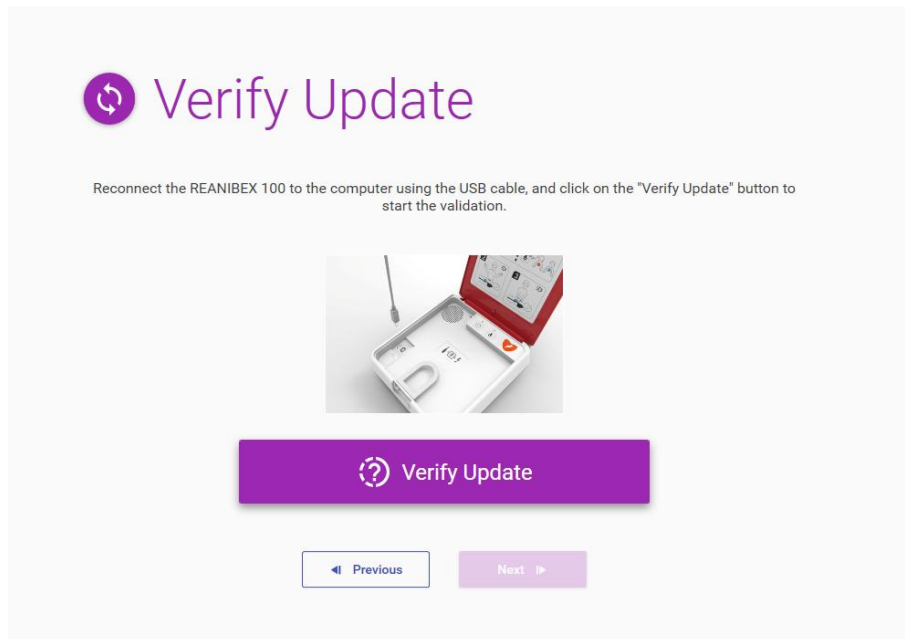 Verify Update
Reconnect the REANIBEX 100 to the computer using the USB cable, and click on the "Verify Update" button to
start the validation.
Verify Update
Previous
Next